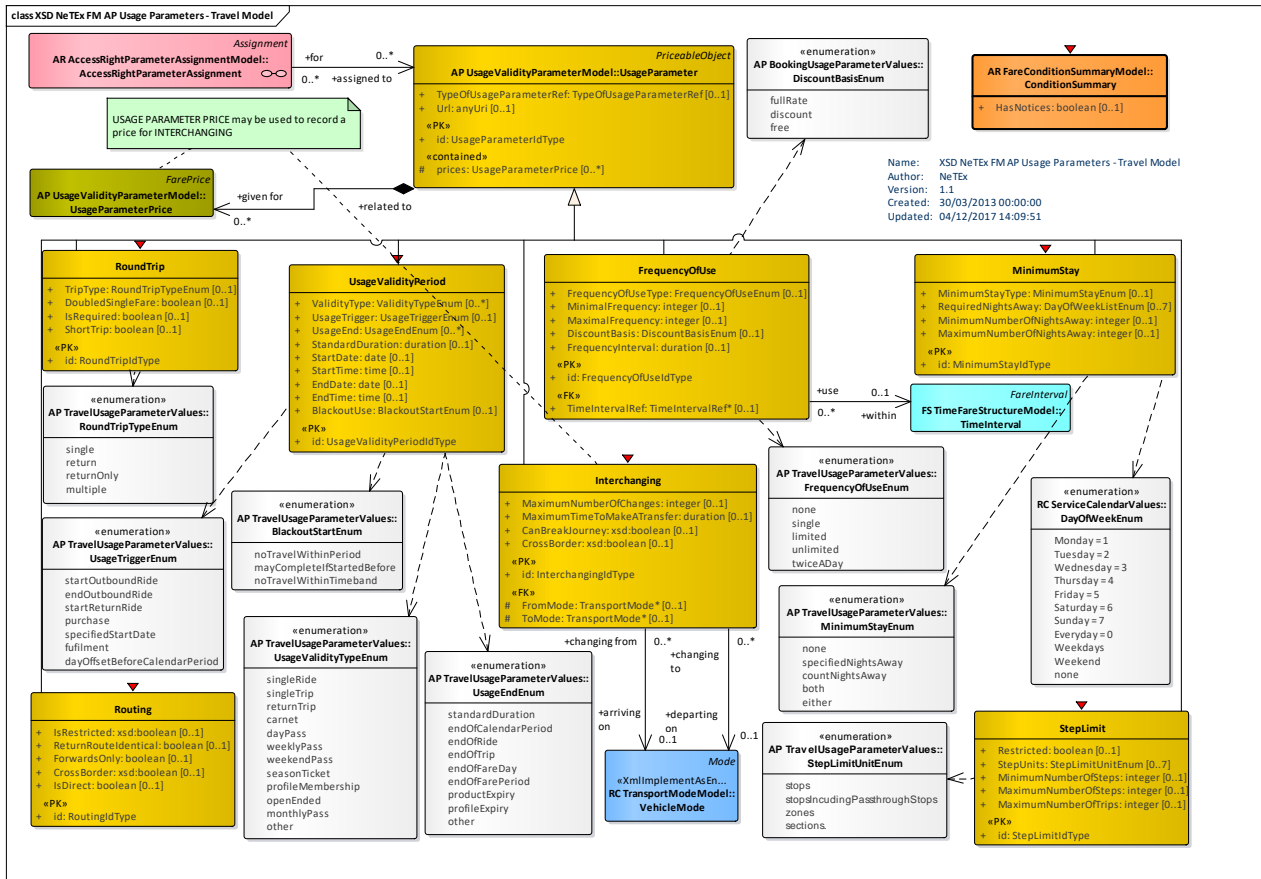 class XSD NeTEx FM AP Usage Parameters - Travel Model
Assignment
AR AccessRightParameterAssignmentModel::
AccessRightParameterAssignment
+for
0..*
0..*
+assigned to
PriceableObject
AP UsageValidityParameterModel::UsageParameter
+ TypeOfUsageParameterRef: TypeOfUsageParameterRef [0..1]
+ Url: anyUri [0..1]
«PK»
+ id: UsageParameterIdType
«contained»
# prices: UsageParameterPrice [0..*]
«enumeration»
AP BookingUsageParameterValues::
DiscountBasisEnum
fullRate
discount
free
AR FareConditionSummaryModel::
ConditionSummary
+ HasNotices: boolean [0..1]
USAGE PARAMETER PRICE may be used to record a
price for INTERCHANGING
Name: XSD NeTEx FM AP Usage Parameters - Travel Model
Author: NeTEx
Version: 1.1
Created: 30/03/2013 00:00:00
Updated: 04/12/2017 14:09:51
FarePrice
AP UsageValidityParameterModel::
UsageParameterPrice
+given for
0..*
+related to
RoundTrip
+ TripType: RoundTripTypeEnum [0..1]
+ DoubledSingleFare: boolean [0..1]
+ IsRequired: boolean [0..1]
+ ShortTrip: boolean [0..1]
«PK»
+ id: RoundTripIdType
UsageValidityPeriod
+ ValidityType: ValidityTypeEnum [0..*]
+ UsageTrigger: UsageTriggerEnum [0..1]
+ UsageEnd: UsageEndEnum [0..*]
+ StandardDuration: duration [0..1]
+ StartDate: date [0..1]
+ StartTime: time [0..1]
+ EndDate: date [0..1]
+ EndTime: time [0..1]
+ BlackoutUse: BlackoutStartEnum [0..1]
«PK»
+ id: UsageValidityPeriodIdType
FrequencyOfUse
+ FrequencyOfUseType: FrequencyOfUseEnum [0..1]
+ MinimalFrequency: integer [0..1]
+ MaximalFrequency: integer [0..1]
+ DiscountBasis: DiscountBasisEnum [0..1]
+ FrequencyInterval: duration [0..1]
«PK»
+ id: FrequencyOfUseIdType
«FK»
+ TimeIntervalRef: TimeIntervalRef* [0..1]
MinimumStay
+ MinimumStayType: MinimumStayEnum [0..1]
+ RequiredNightsAway: DayOfWeekListEnum [0..7]
+ MinimumNumberOfNightsAway: integer [0..1]
+ MaximumNumberOfNightsAway: integer [0..1]
«PK»
+ id: MinimumStayIdType
+use
0..*
0..1
+within
FareInterval
FS TimeFareStructureModel::
TimeInterval
«enumeration»
AP TravelUsageParameterValues::
RoundTripTypeEnum
single
return
returnOnly
multiple
«enumeration»
AP TravelUsageParameterValues::
BlackoutStartEnum
noTravelWithinPeriod
mayCompleteIfStartedBefore
noTravelWithinTimeband
Interchanging
+ MaximumNumberOfChanges: integer [0..1]
+ MaximumTimeToMakeATransfer: duration [0..1]
+ CanBreakJourney: xsd:boolean [0..1]
+ CrossBorder: xsd:boolean [0..1]
«PK»
+ id: InterchangingIdType
«FK»
# FromMode: TransportMode* [0..1]
# ToMode: TransportMode* [0..1]
«enumeration»
AP TravelUsageParameterValues::
FrequencyOfUseEnum
none
single
limited
unlimited
twiceADay
«enumeration»
RC ServiceCalendarValues::
DayOfWeekEnum
Monday = 1
Tuesday = 2
Wednesday = 3
Thursday = 4
Friday = 5
Saturday = 6
Sunday = 7
Everyday = 0
Weekdays
Weekend
none
«enumeration»
AP TravelUsageParameterValues::
UsageTriggerEnum
startOutboundRide
endOutboundRide
startReturnRide
purchase
specifiedStartDate
fufilment
dayOffsetBeforeCalendarPeriod
«enumeration»
AP TravelUsageParameterValues::
MinimumStayEnum
none
specifiedNightsAway
countNightsAway
both
either
«enumeration»
AP TravelUsageParameterValues::
UsageValidityTypeEnum
singleRide
singleTrip
returnTrip
carnet
dayPass
weeklyPass
weekendPass
seasonTicket
profileMembership
openEnded
monthlyPass
other
«enumeration»
AP TravelUsageParameterValues::
UsageEndEnum
standardDuration
endOfCalendarPeriod
endOfRide
endOfTrip
endOfFareDay
endOfFarePeriod
productExpiry
profileExpiry
other
+changing from
0..*
+changing
to
0..*
+arriving
on
0..1
+departing
on
0..1
Mode
«XmlImplementAsEn...
RC TransportModeModel::
VehicleMode
Routing
+ IsRestricted: xsd:boolean [0..1]
+ ReturnRouteIdentical: boolean [0..1]
+ ForwardsOnly: boolean [0..1]
+ CrossBorder: xsd:boolean [0..1]
+ IsDirect: boolean [0..1]
«PK»
+ id: RoutingIdType
«enumeration»
AP TravelUsageParameterValues::
StepLimitUnitEnum
stops
stopsIncudingPassthroughStops
zones
sections.
StepLimit
+ Restricted: boolean [0..1]
+ StepUnits: StepLimitUnitEnum [0..7]
+ MinimumNumberOfSteps: integer [0..1]
+ MaximumNumberOfSteps: integer [0..1]
+ MaximumNumberOfTrips: integer [0..1]
«PK»
+ id: StepLimitIdType